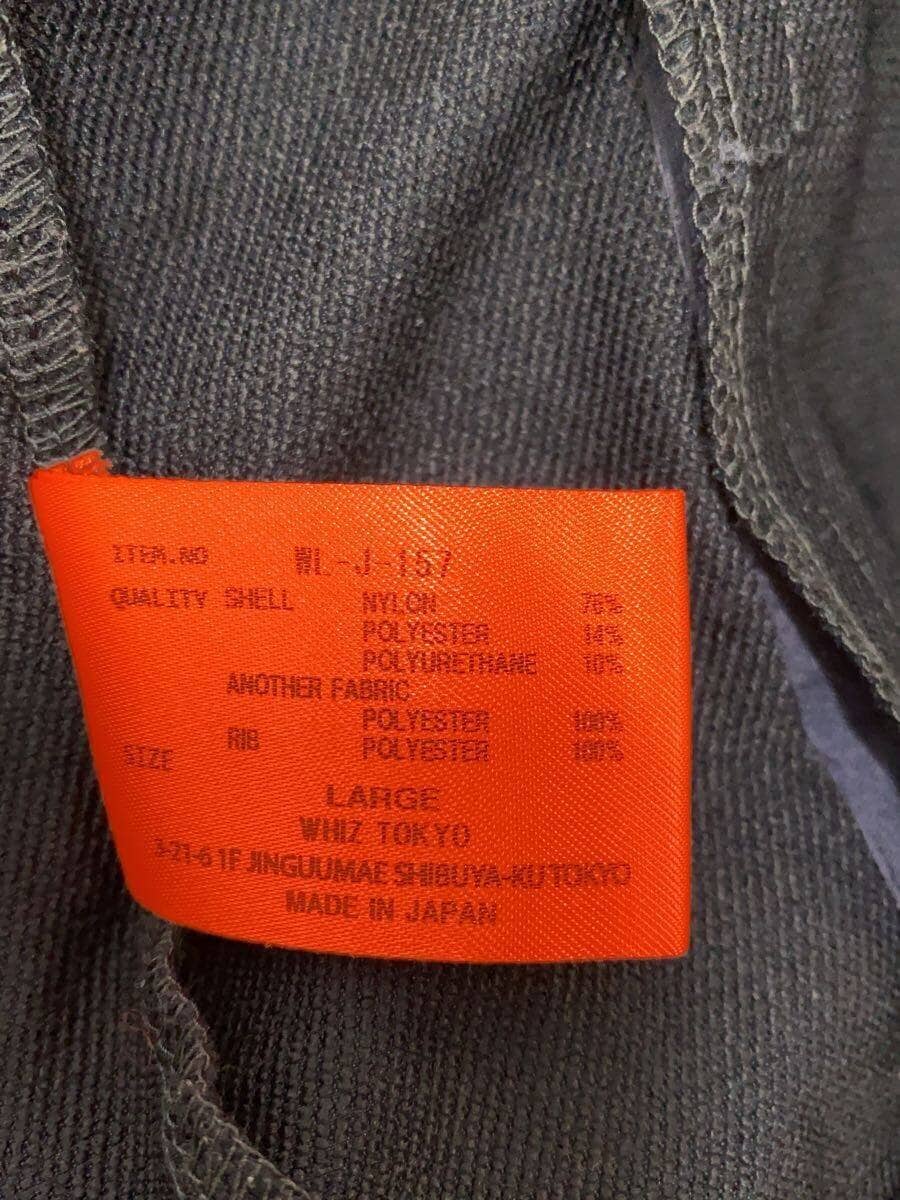 ITEM.NO WL-J-157
QUALITY SHELL NYLON 76%
POLYESTER 14%
POLYURETHANE 10%
ANOTHER FABRIC
POLYESTER 100%
RIB POLYESTER 100%
SIZE
LARGE
WHIZ TOKYO
3-21-6 1F JINGUUMAE SHIBUYA-KU TOKYO
MADE IN JAPAN